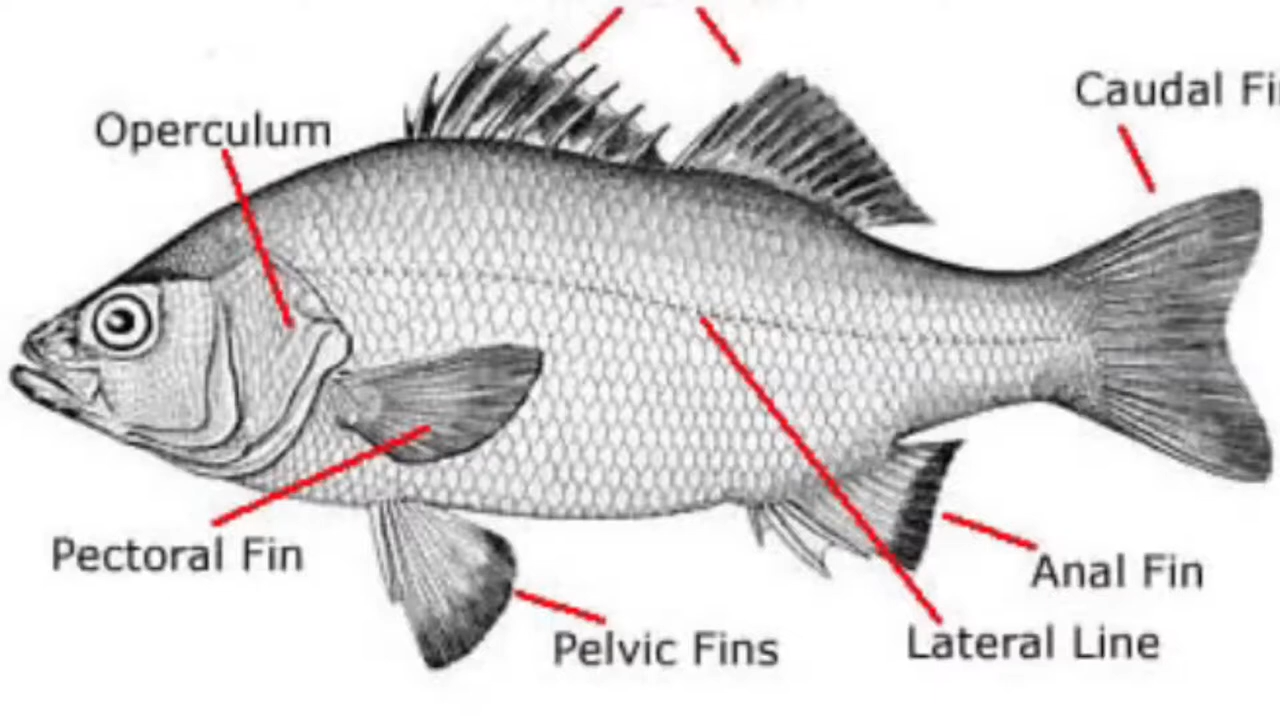 Caudal Fi
Operculum
Pectoral Fin
Anal Fin
Pelvic Fins
Lateral Line